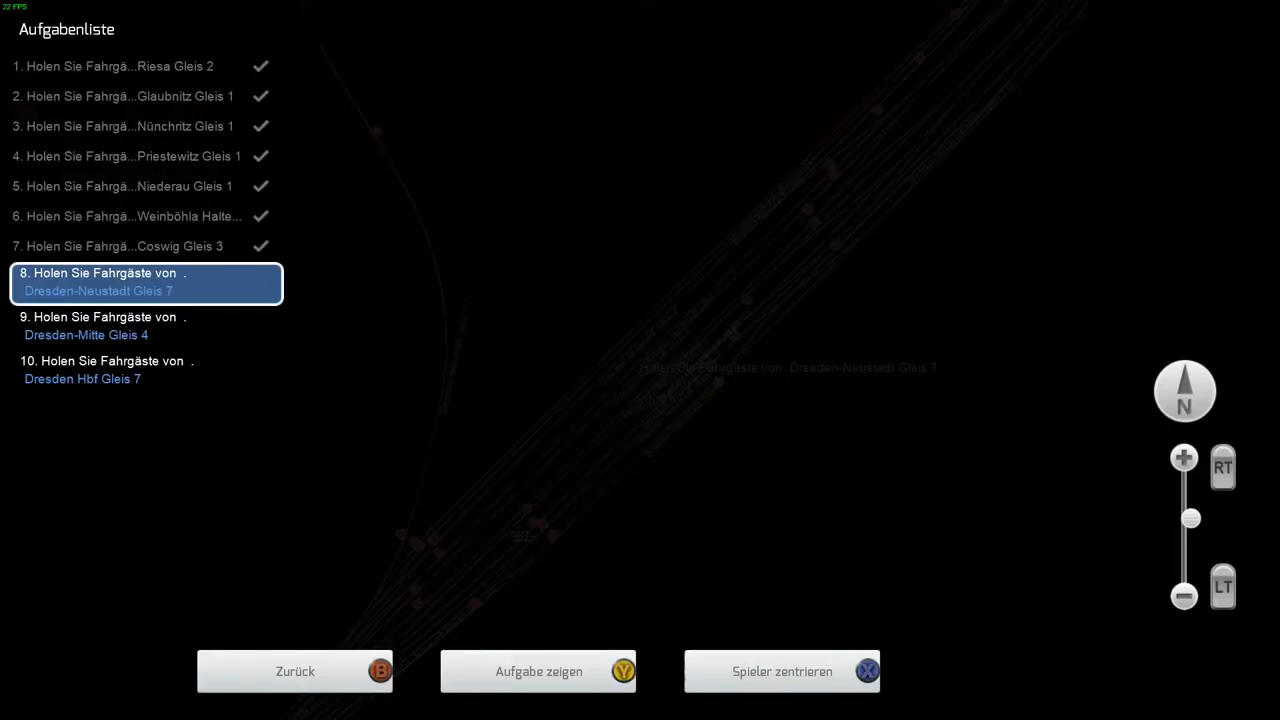 22 FPS
Aufgabenliste
1. Holen Sie Fahrgä...Riesa Gleis 2
2. Holen Sie Fahrgä...Glaubnitz Gleis 1
3. Holen Sie Fahrgä...Nünchritz Gleis 1
4. Holen Sie Fahrgä...Priestewitz Gleis 1
5. Holen Sie Fahrgä...Niederau Gleis 1
6. Holen Sie Fahrgä...Weinböhla Halte...
7. Holen Sie Fahrgä...Coswig Gleis 3
8. Holen Sie Fahrgäste von .
Dresden-Neustadt Gleis 7
9. Holen Sie Fahrgäste von .
Dresden-Mitte Gleis 4
10. Holen Sie Fahrgäste von .
Dresden Hbf Gleis 7
Holen Sie Fahrgäste von Dresden-Neustadt Gleis 7
N
RT
LT
Zurück B
Aufgabe zeigen Y
Spieler zentrieren X